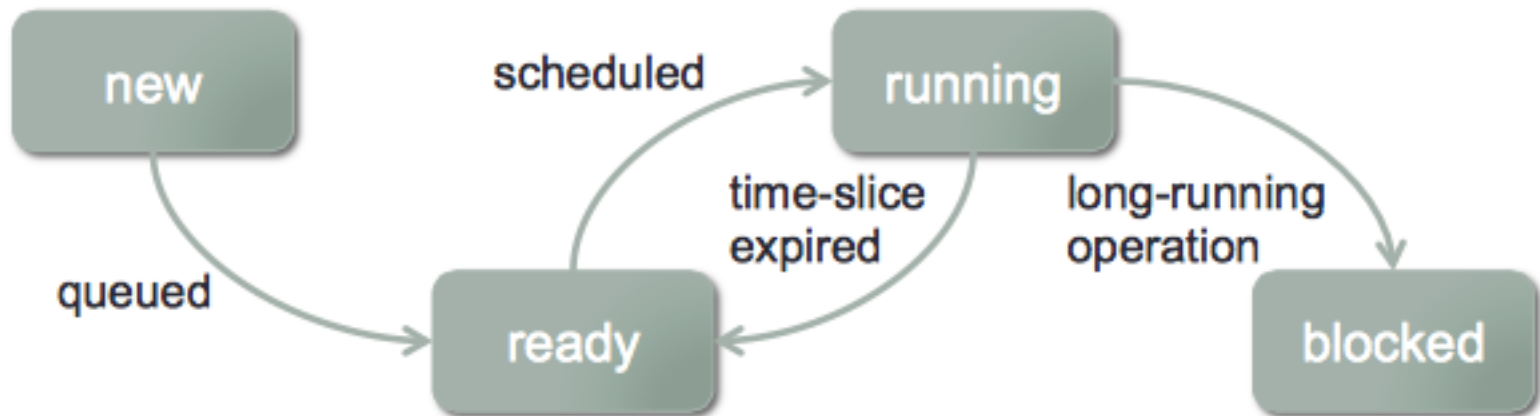 new
scheduled
running
time-slice
expired
long-running
operation
queued
ready
blocked